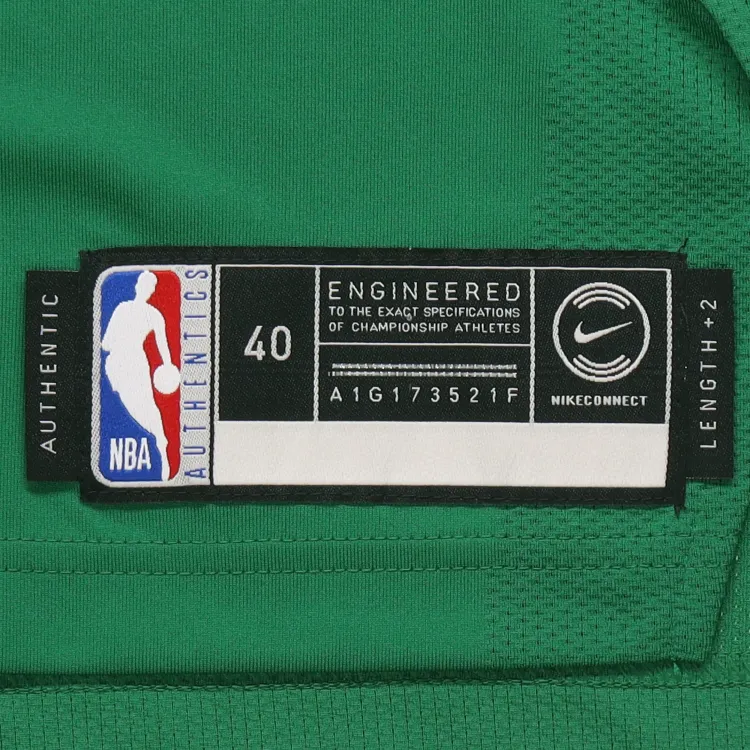 AUTHENTIC
NBA
AUTHENTICS
40
ENGINEERED
TO THE EXACT SPECIFICATIONS
OF CHAMPIONSHIP ATHLETES
A1G173521F
NIKECONNECT
LENGTH +2